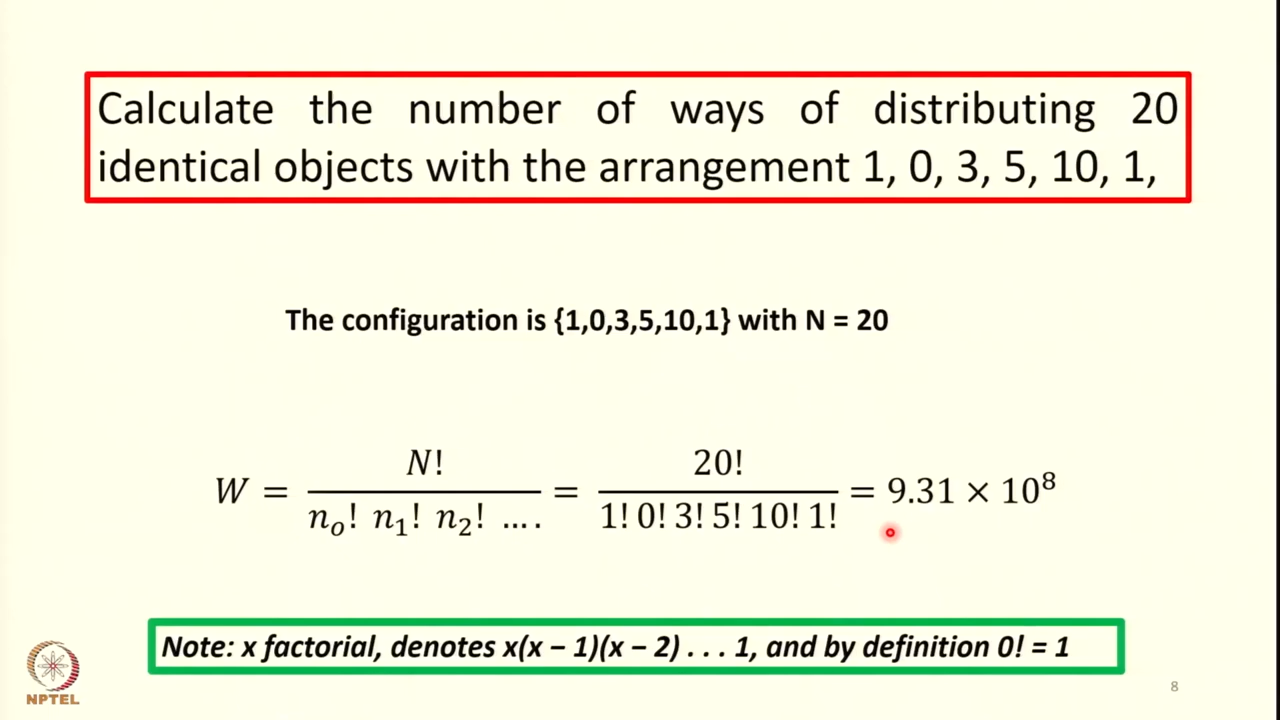 Calculate the number of ways of distributing 20
identical objects with the arrangement 1, 0, 3, 5, 10, 1,
The configuration is {1,0,3,5,10,1} with N = 20
W = N! / nₒ! n₁! n₂! .... = 20! / 1! 0! 3! 5! 10! 1! = 9.31 × 10⁸
Note: x factorial, denotes x(x – 1)(x – 2) . . . 1, and by definition 0! = 1
NPTEL
8